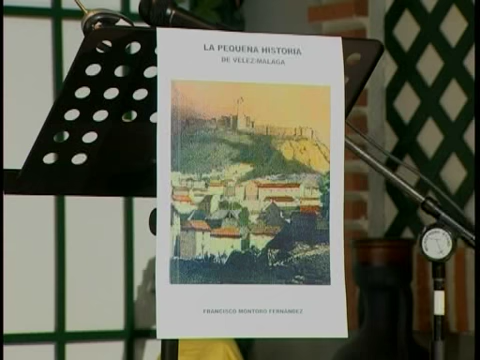 LA PEQUEÑA HISTORIA
DE VELEZ-MALAGA
FRANCISCO MONTORO FERNÁNDEZ